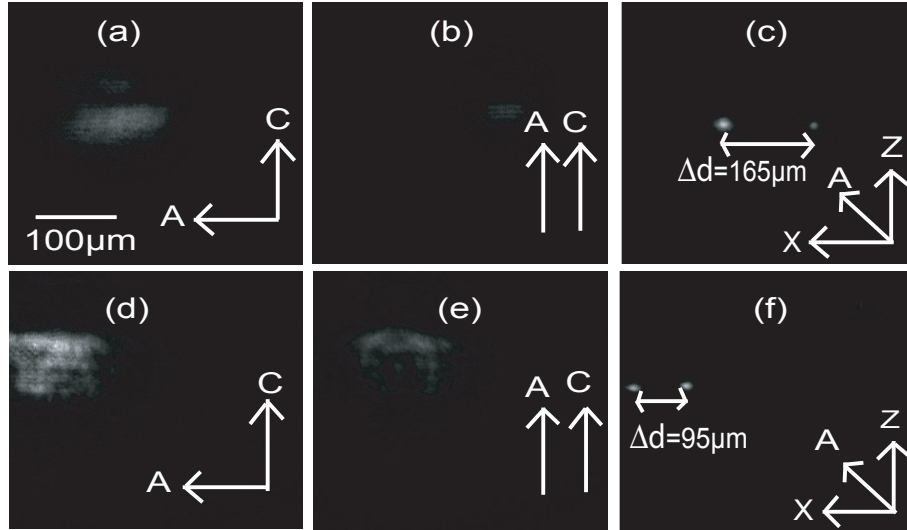 (a)
C
A
100µm
(b)
A C
(c)
Δd=165µm
A
Z
X
(d)
C
A
(e)
A C
(f)
Δd=95µm
A
Z
X